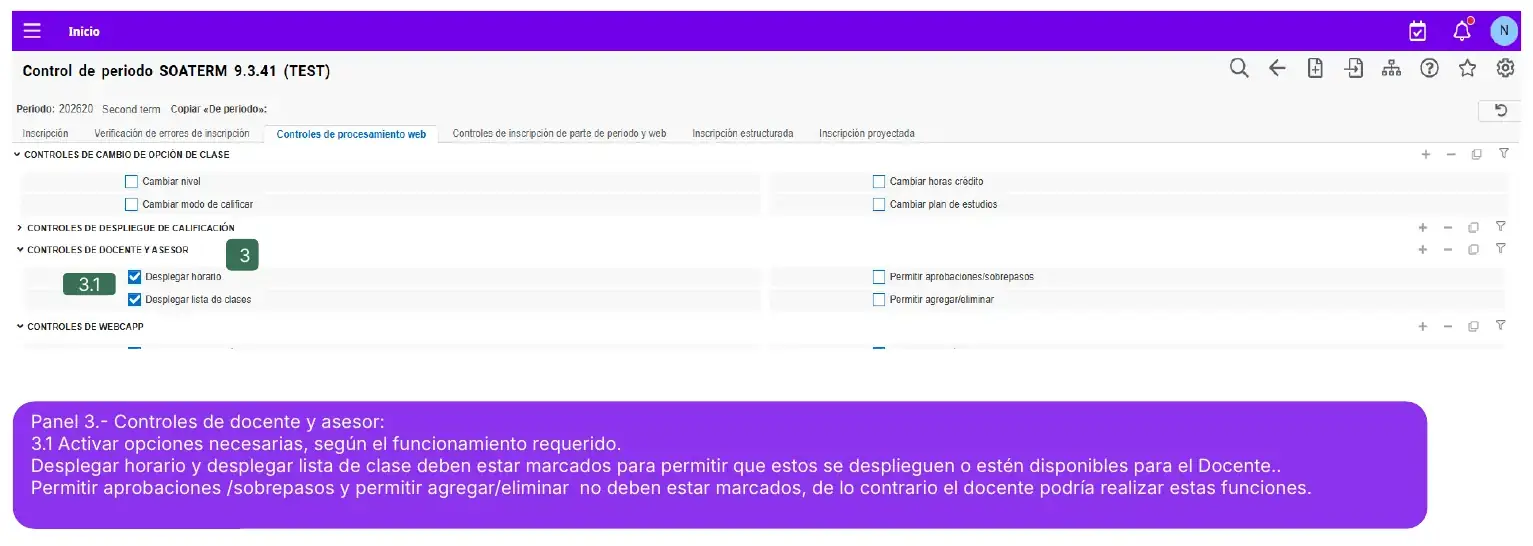 Inicio
N
Control de periodo SOATERM 9.3.41 (TEST)
Periodo: 202620 Second term Copiar «De periodo»:
Inscripción Verificación de errores de inscripción Controles de procesamiento web Controles de inscripción de parte de periodo y web Inscripción estructurada Inscripción proyectada
CONTROLES DE CAMBIO DE OPCIÓN DE CLASE
Cambiar nivel Cambiar horas crédito
Cambiar modo de calificar Cambiar plan de estudios
CONTROLES DE DESPLIEGUE DE CALIFICACIÓN
CONTROLES DE DOCENTE Y ASESOR
3
3.1 Desplegar horario Permitir aprobaciones/sobrepasos
Desplegar lista de clases Permitir agregar/eliminar
CONTROLES DE WEBCAPP
Panel 3.- Controles de docente y asesor:
3.1 Activar opciones necesarias, según el funcionamiento requerido.
Desplegar horario y desplegar lista de clase deben estar marcados para permitir que estos se desplieguen o estén disponibles para el Docente..
Permitir aprobaciones /sobrepasos y permitir agregar/eliminar no deben estar marcados, de lo contrario el docente podría realizar estas funciones.